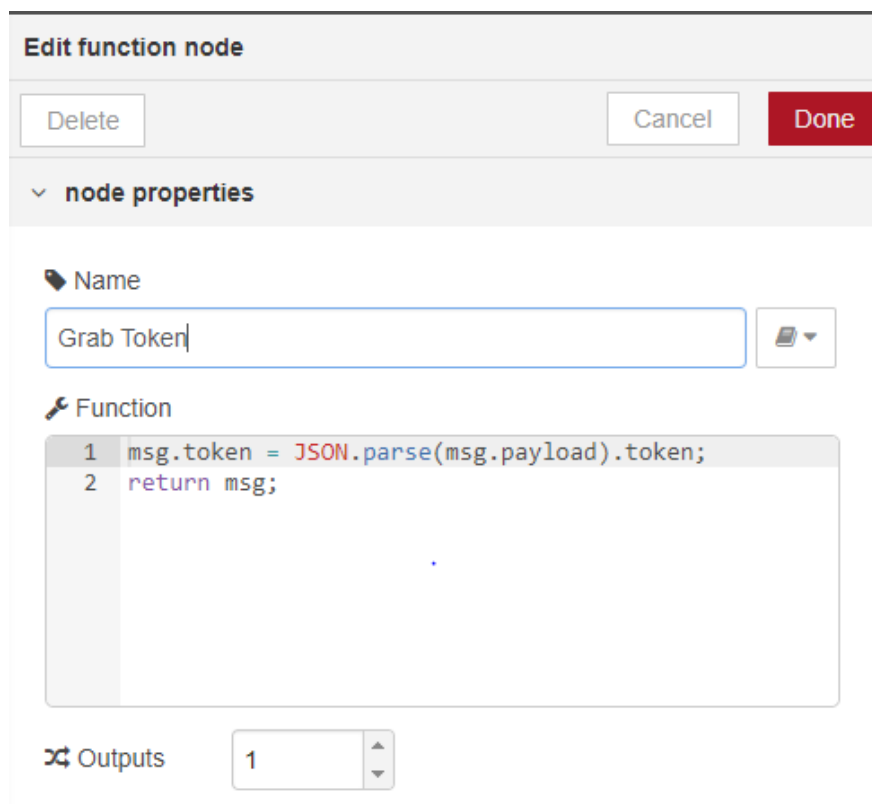 Edit function node
Delete Cancel Done
node properties
Name
Grab Token
Function
1 msg.token = JSON.parse(msg.payload).token;
2 return msg;
Outputs 1